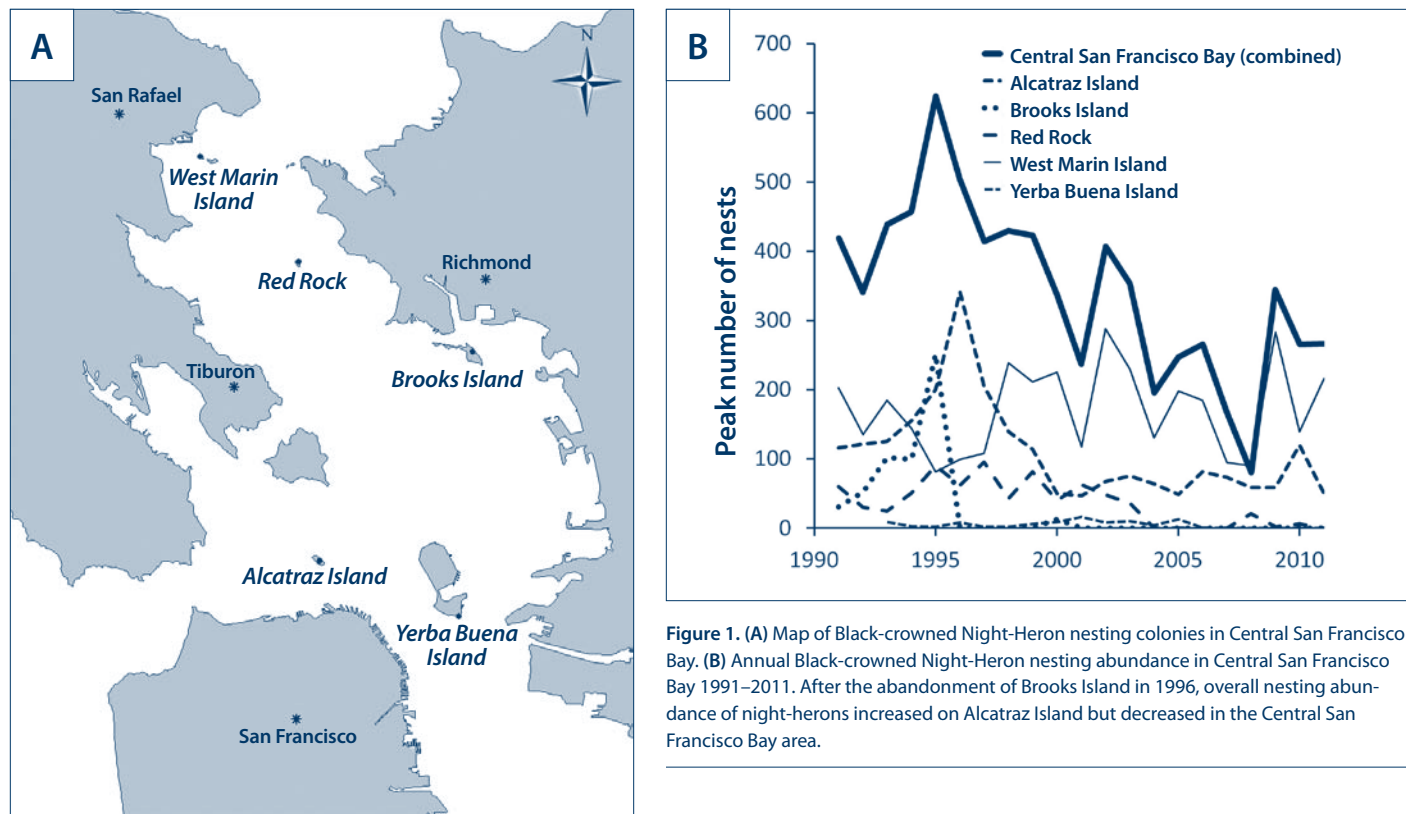 A
N
San Rafael
West Marin
Island
Red Rock
Richmond
Brooks Island
Tiburon
Alcatraz Island
Yerba Buena
Island
San Francisco
B
700
600
500
400
300
200
100
0
Peak number of nests
1990
1995
2000
2005
2010
Central San Francisco Bay (combined)
Alcatraz Island
Brooks Island
Red Rock
West Marin Island
Yerba Buena Island
Figure 1. (A) Map of Black-crowned Night-Heron nesting colonies in Central San Francisco
Bay. (B) Annual Black-crowned Night-Heron nesting abundance in Central San Francisco
Bay 1991–2011. After the abandonment of Brooks Island in 1996, overall nesting abun-
dance of night-herons increased on Alcatraz Island but decreased in the Central San
Francisco Bay area.